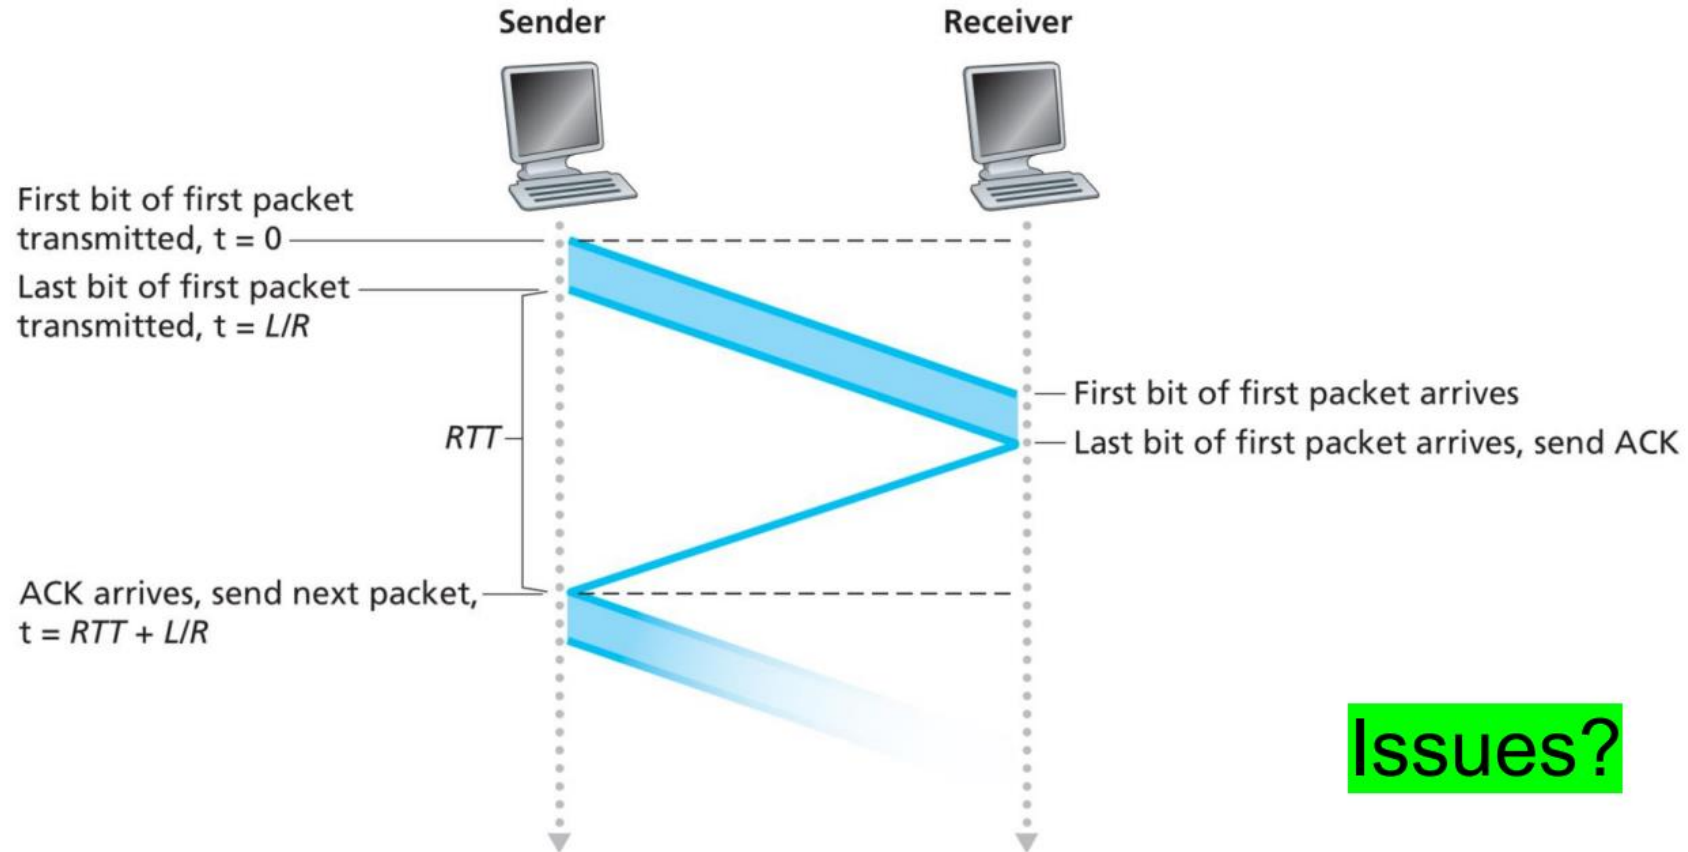 Sender
Receiver
First bit of first packet
transmitted, t = 0
Last bit of first packet
transmitted, t = L/R
First bit of first packet arrives
RTT
Last bit of first packet arrives, send ACK
ACK arrives, send next packet,
t = RTT + L/R
Issues?